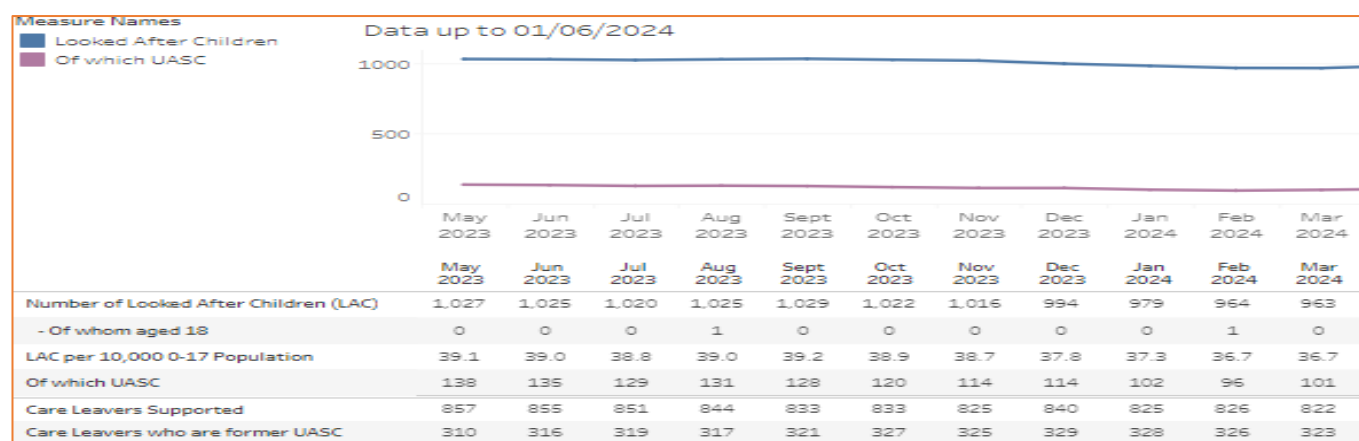 Measure Names
Looked After Children
Of which UASC
Data up to 01/06/2024
1000
500
0
May Jun Jul Aug Sept Oct Nov Dec Jan Feb Mar
2023 2023 2023 2023 2023 2023 2023 2023 2024 2024 2024
May Jun Jul Aug Sept Oct Nov Dec Jan Feb Mar
2023 2023 2023 2023 2023 2023 2023 2023 2024 2024 2024
Number of Looked After Children (LAC) 1,027 1,025 1,020 1,025 1,029 1,022 1,016 994 979 964 963
- Of whom aged 18 0 0 0 1 0 0 0 0 0 1 0
LAC per 10,000 0-17 Population 39.1 39.0 38.8 39.0 39.2 38.9 38.7 37.8 37.3 36.7 36.7
Of which UASC 138 135 129 131 128 120 114 114 102 96 101
Care Leavers Supported 857 855 851 844 833 833 825 840 825 826 822
Care Leavers who are former UASC 310 316 319 317 321 327 325 329 328 326 323